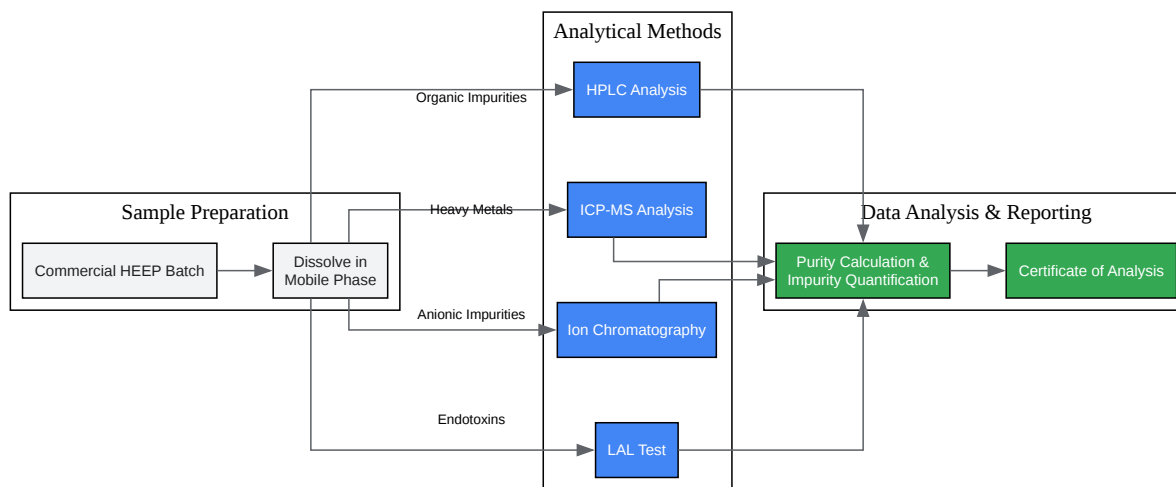 Analytical Methods
HPLC Analysis
Organic Impurities
Sample Preparation
Heavy Metals
ICP-MS Analysis
Data Analysis & Reporting
Commercial HEEP Batch
Dissolve in
Mobile Phase
Purity Calculation &
Impurity Quantification
Certificate of Analysis
Anionic Impurities
Ion Chromatography
Endotoxins
LAL Test